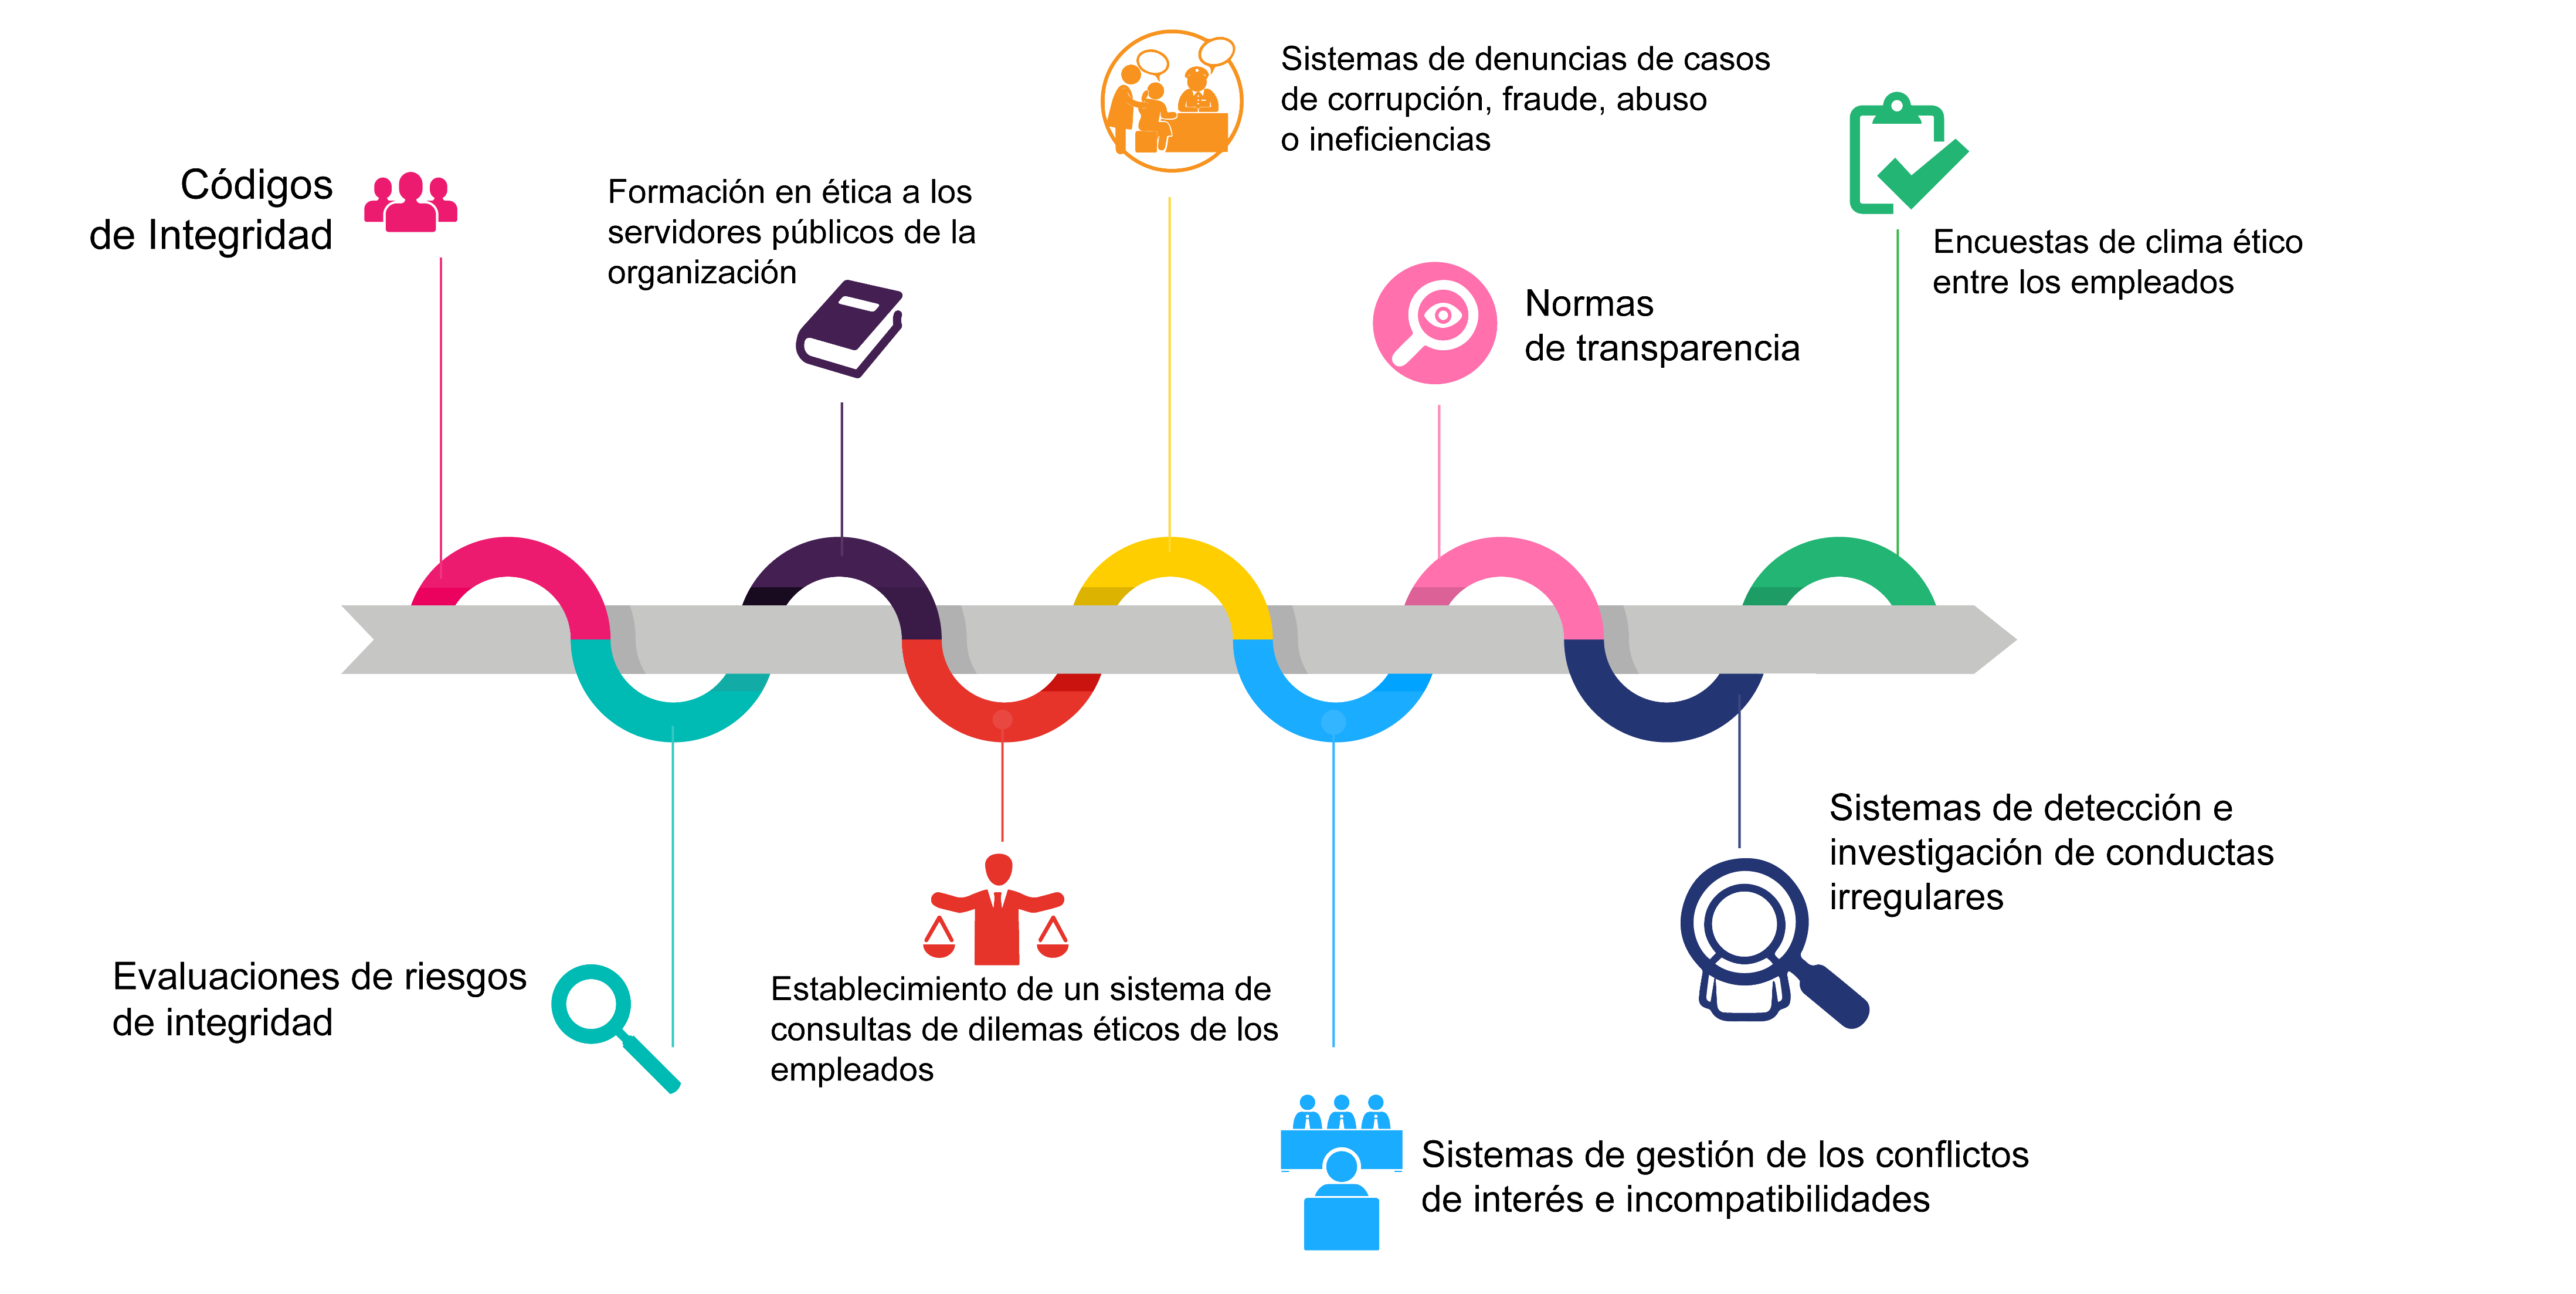 Códigos
de Integridad
Formación en ética a los
servidores públicos de la
organización
Sistemas de denuncias de casos
de corrupción, fraude, abuso
o ineficiencias
Normas
de transparencia
Encuestas de clima ético
entre los empleados
Evaluaciones de riesgos
de integridad
Establecimiento de un sistema de
consultas de dilemas éticos de los
empleados
Sistemas de gestión de los conflictos
de interés e incompatibilidades
Sistemas de detección e
investigación de conductas
irregulares